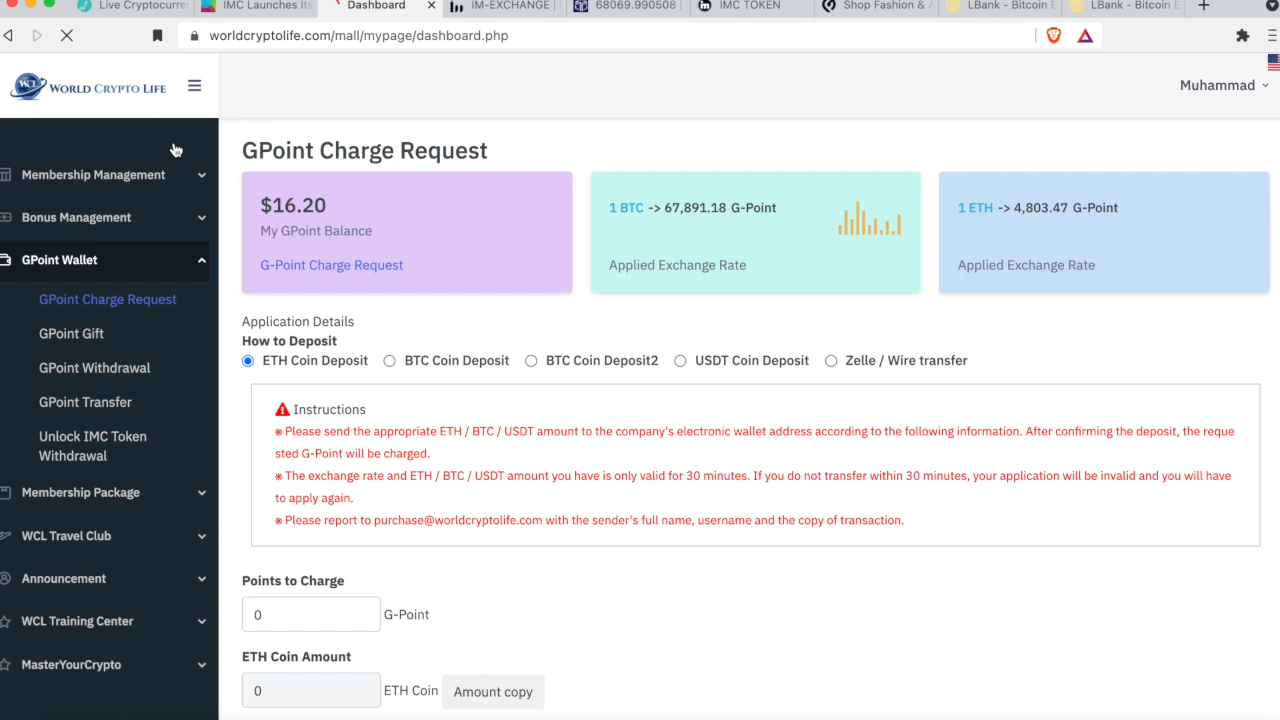 Live Cryptocurren
IMC Launches Its
Dashboard
IM-EXCHANGE |
68069.990508 |
IMC TOKEN
Shop Fashion & A
LBank - Bitcoin E
LBank - Bitcoin E
worldcryptolife.com/mall/mypage/dashboard.php
WCL WORLD CRYPTO LIFE
Muhammad
Membership Management
Bonus Management
GPoint Wallet
GPoint Charge Request
GPoint Gift
GPoint Withdrawal
GPoint Transfer
Unlock IMC Token
Withdrawal
Membership Package
WCL Travel Club
Announcement
WCL Training Center
MasterYourCrypto
GPoint Charge Request
$16.20
My GPoint Balance
G-Point Charge Request
1 BTC -> 67,891.18 G-Point
Applied Exchange Rate
1 ETH -> 4,803.47 G-Point
Applied Exchange Rate
Application Details
How to Deposit
ETH Coin Deposit BTC Coin Deposit BTC Coin Deposit2 USDT Coin Deposit Zelle / Wire transfer
Instructions
※ Please send the appropriate ETH / BTC / USDT amount to the company's electronic wallet address according to the following information. After confirming the deposit, the reque
sted G-Point will be charged.
※ The exchange rate and ETH / BTC / USDT amount you have is only valid for 30 minutes. If you do not transfer within 30 minutes, your application will be invalid and you will have
to apply again.
※ Please report to purchase@worldcryptolife.com with the sender's full name, username and the copy of transaction.
Points to Charge
0 G-Point
ETH Coin Amount
0 ETH Coin Amount copy